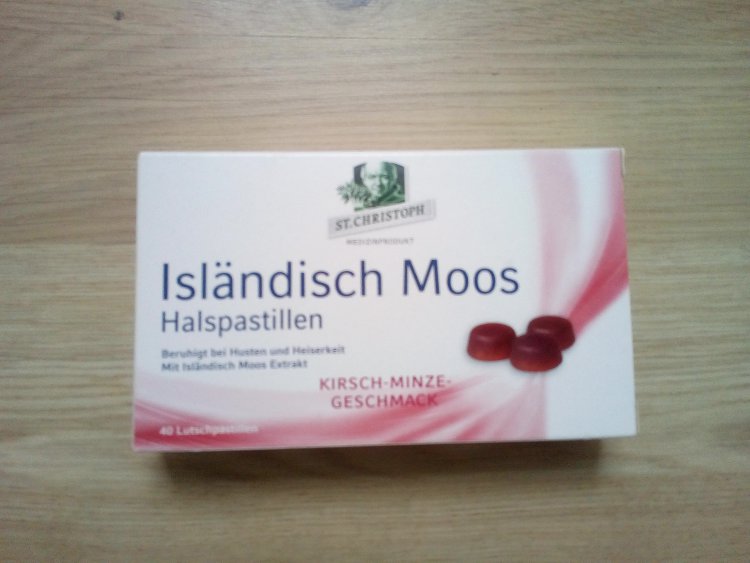 ST. CHRISTOPH
MEDIZINPRODUKT
Isländisch Moos
Halspastillen
Beruhigt bei Husten und Heiserkeit
Mit Isländisch Moos Extrakt
KIRSCH-MINZE-
GESCHMACK
40 Lutschpastillen